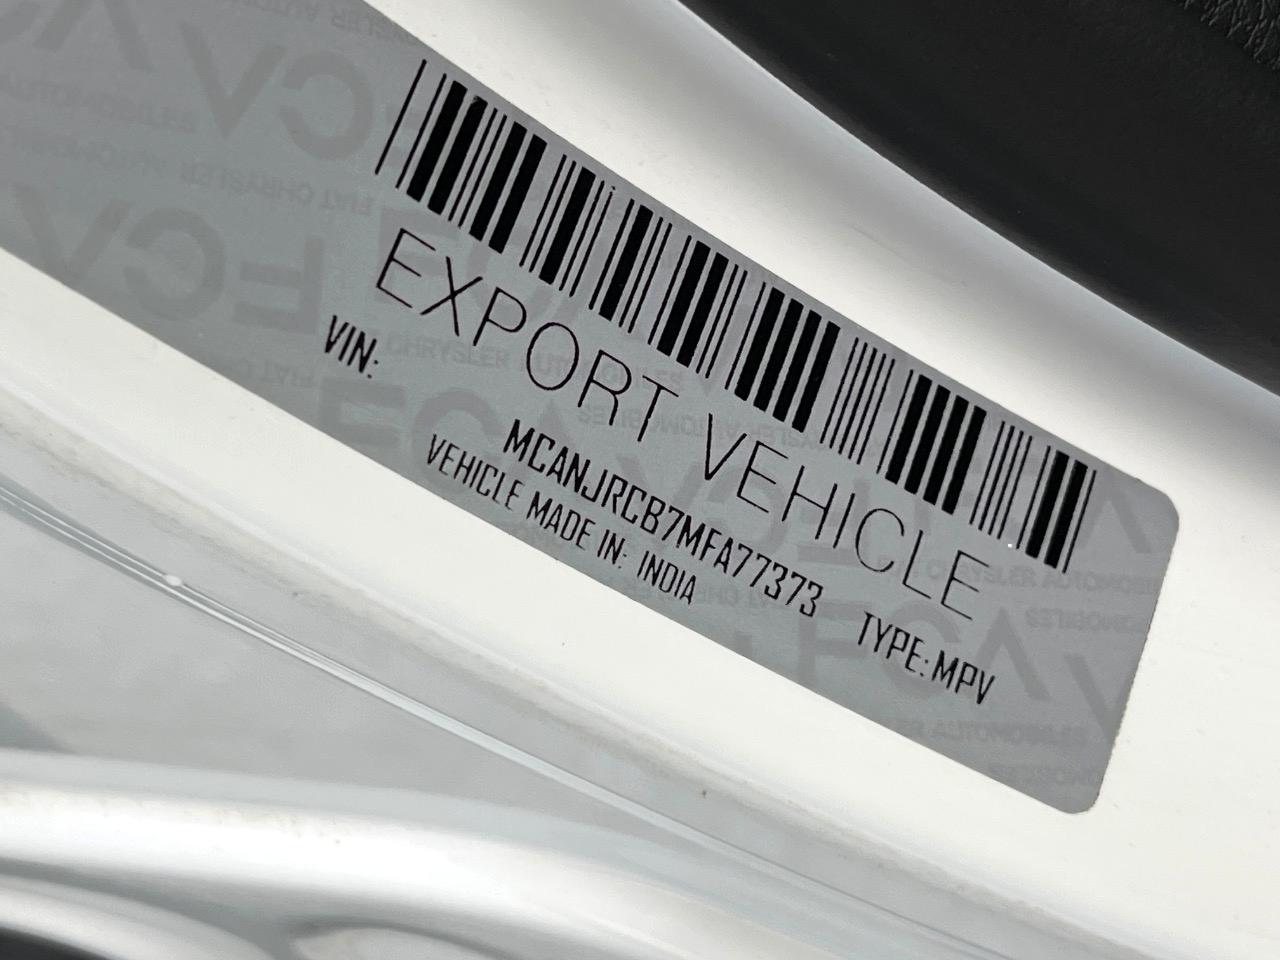 EXPORT VEHICLE
VIN:
MCANJRCB7MFA77373
TYPE: MPV
VEHICLE MADE IN: INDIA